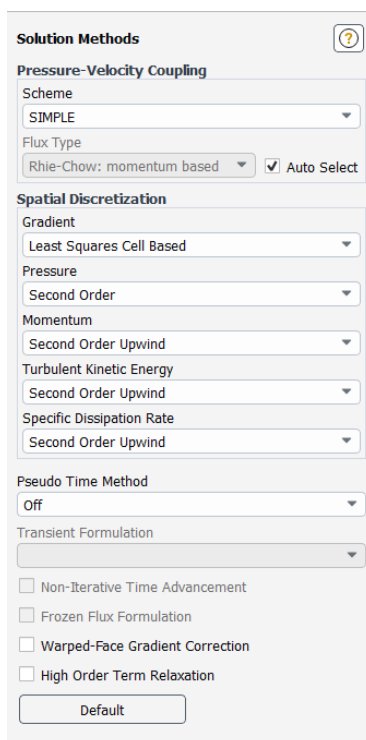 Solution Methods
?
Pressure-Velocity Coupling
Scheme
SIMPLE
Flux Type
Rhie-Chow: momentum based
Auto Select
Spatial Discretization
Gradient
Least Squares Cell Based
Pressure
Second Order
Momentum
Second Order Upwind
Turbulent Kinetic Energy
Second Order Upwind
Specific Dissipation Rate
Second Order Upwind
Pseudo Time Method
Off
Transient Formulation
Non-Iterative Time Advancement
Frozen Flux Formulation
Warped-Face Gradient Correction
High Order Term Relaxation
Default